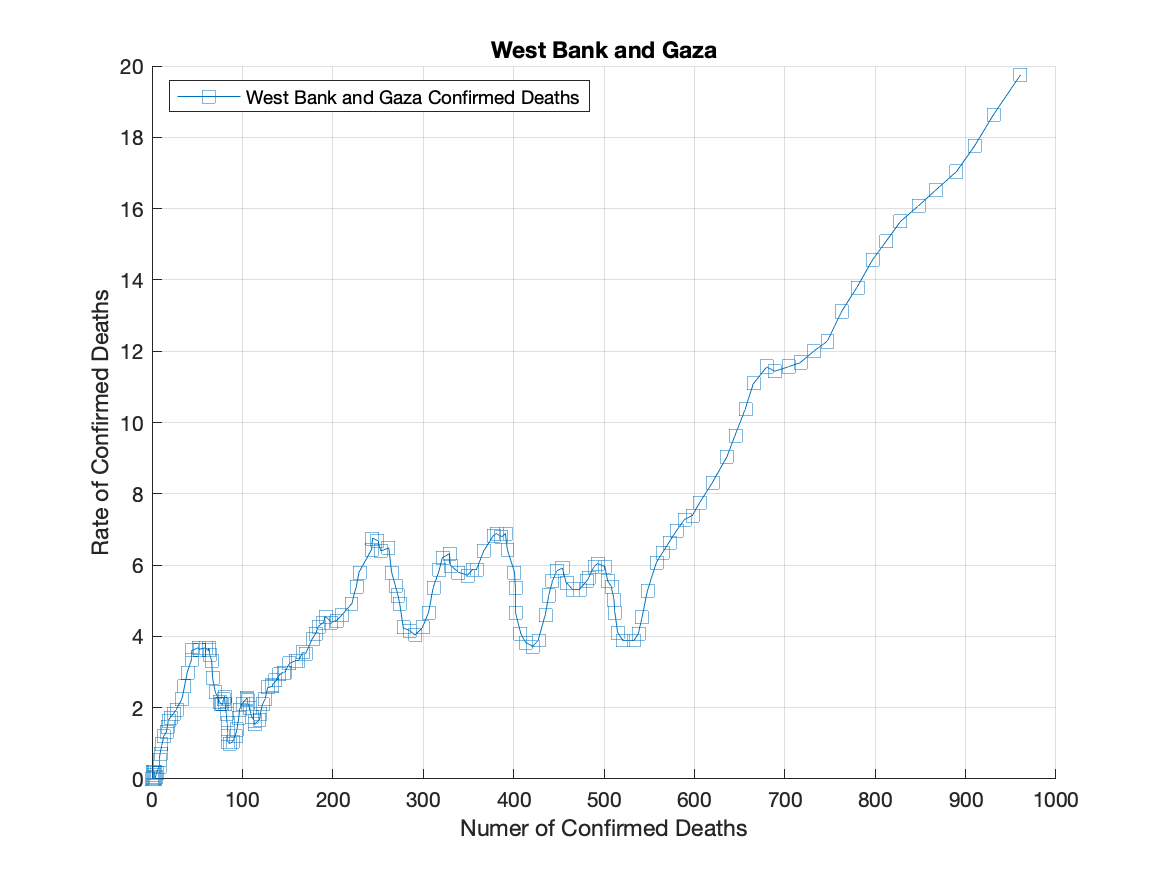 West Bank and Gaza
West Bank and Gaza Confirmed Deaths
20
18
16
14
12
10
8
6
4
2
0
Rate of Confirmed Deaths
0 100 200 300 400 500 600 700 800 900 1000
Numer of Confirmed Deaths